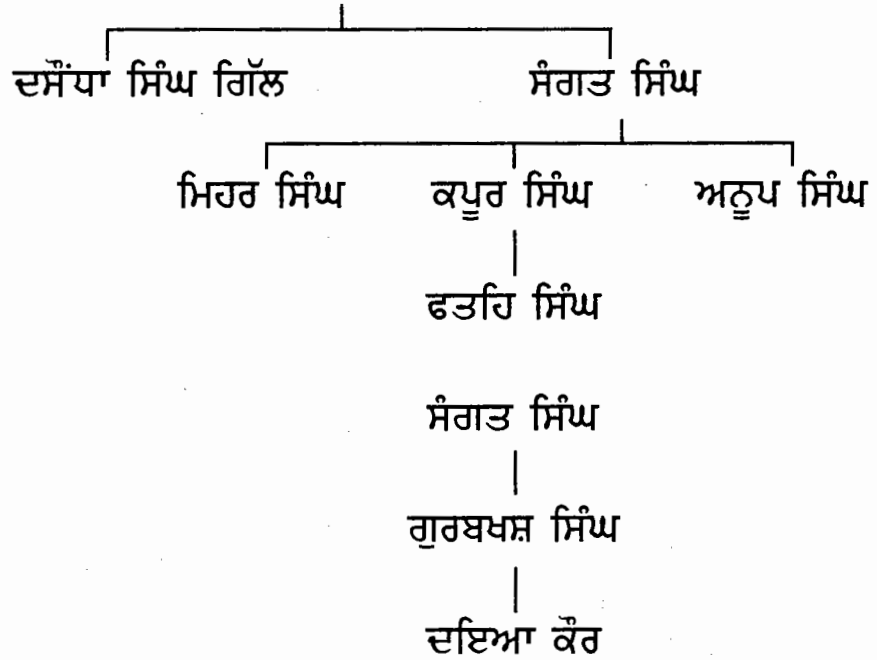 ਦਸੌਂਧਾ ਸਿੰਘ ਗਿੱਲ ਸੰਗਤ ਸਿੰਘ
ਮਿਹਰ ਸਿੰਘ ਕਪੂਰ ਸਿੰਘ ਅਨੂਪ ਸਿੰਘ
ਫਤਹਿ ਸਿੰਘ
ਸੰਗਤ ਸਿੰਘ
ਗੁਰਬਖਸ਼ ਸਿੰਘ
ਦਇਆ ਕੌਰ